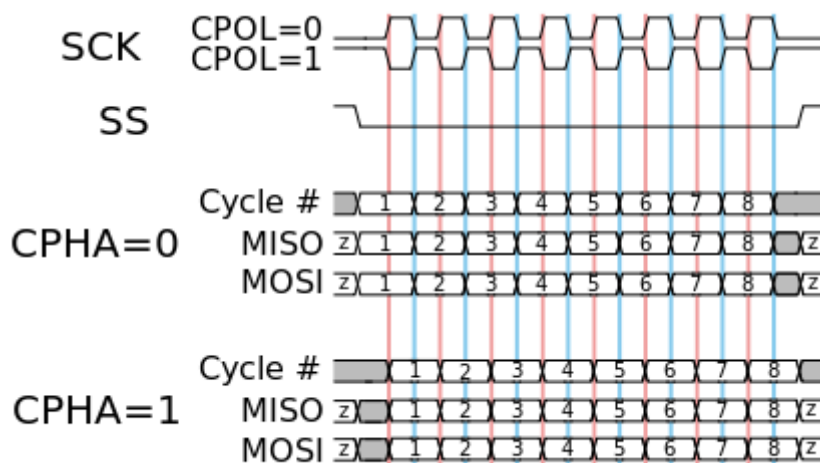 SCK
CPOL=0
CPOL=1
SS
CPHA=0
Cycle # 1 2 3 4 5 6 7 8
MISO z 1 2 3 4 5 6 7 8 z
MOSI z 1 2 3 4 5 6 7 8 z
CPHA=1
Cycle # 1 2 3 4 5 6 7 8
MISO z 1 2 3 4 5 6 7 8 z
MOSI z 1 2 3 4 5 6 7 8 z